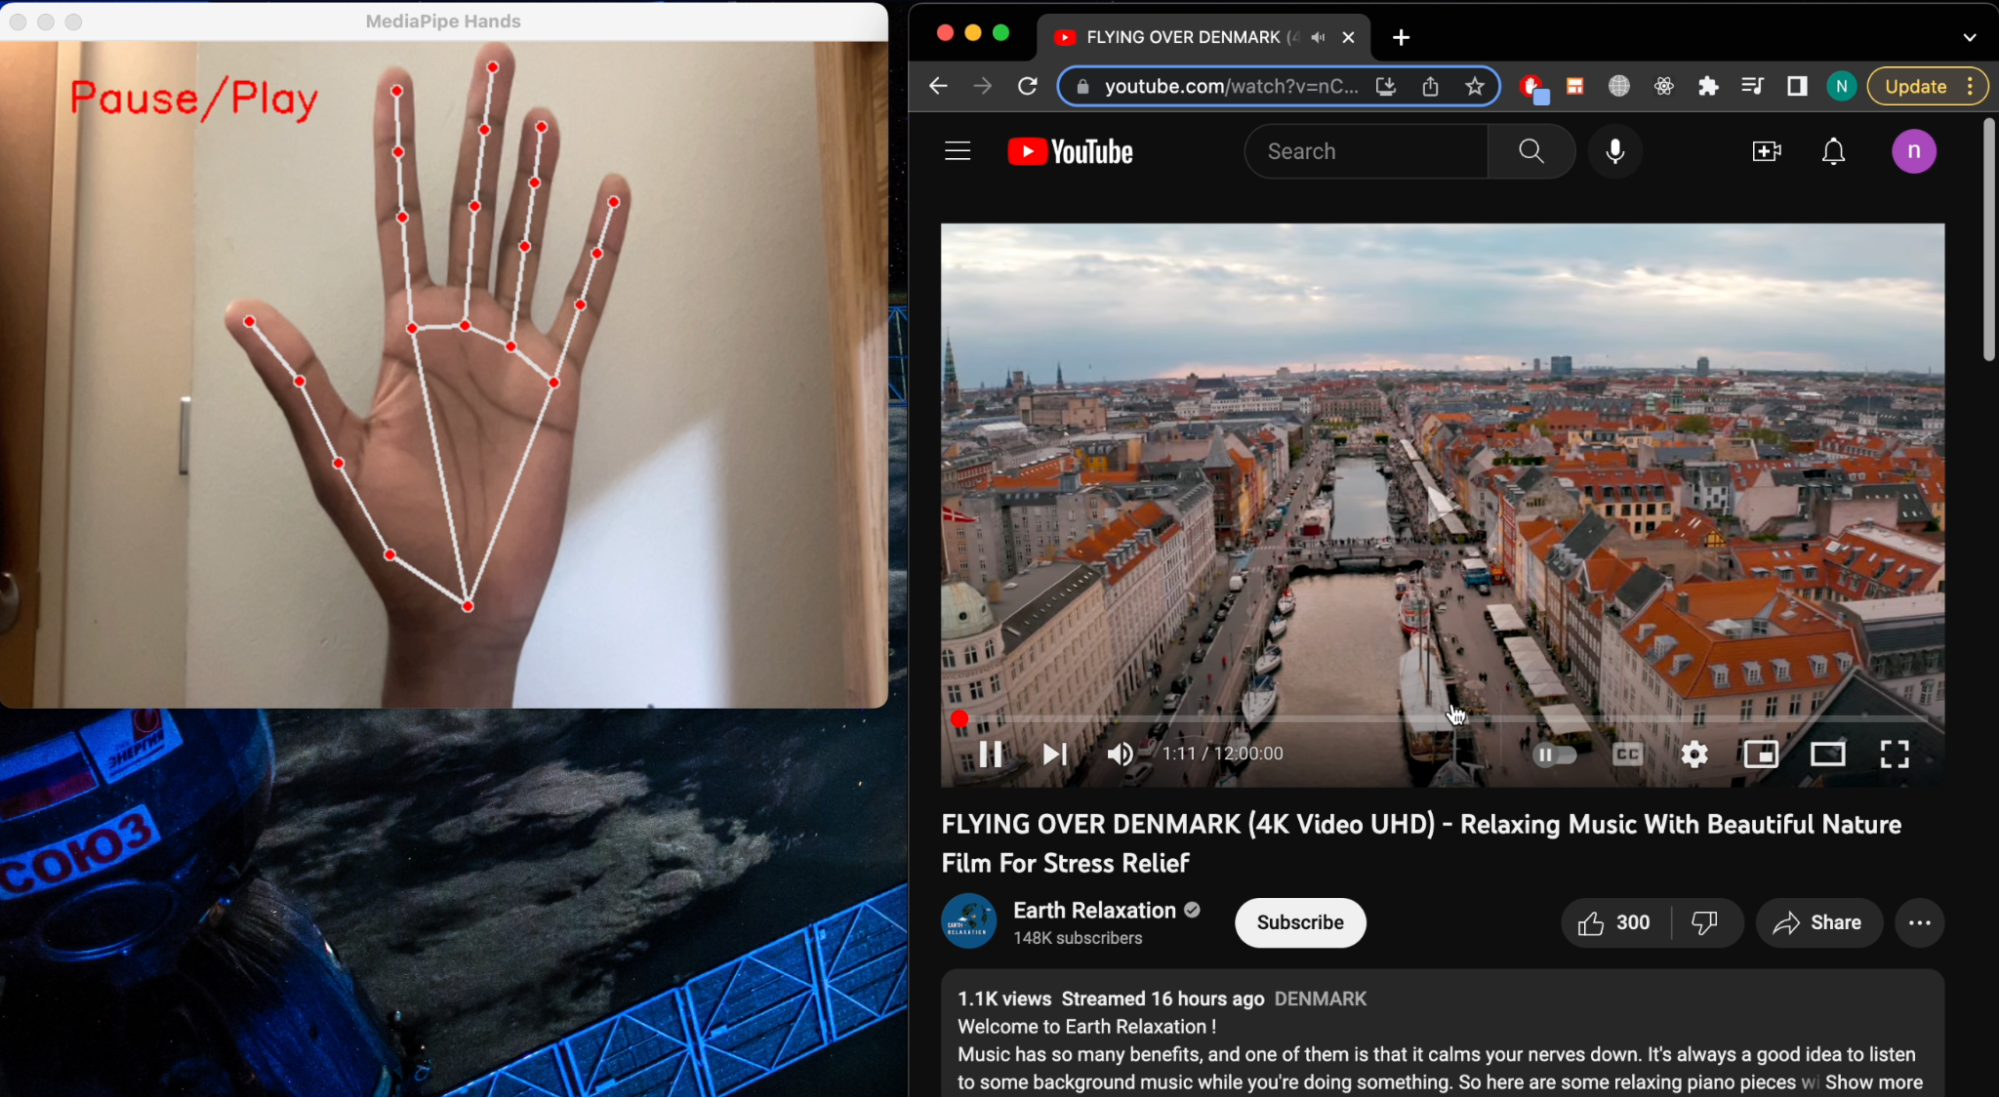 MediaPipe Hands
Pause/Play
СОЮЗ
ЭНЕРГИЯ
FLYING OVER DENMARK (4
youtube.com/watch?v=nC...
N
Update
YouTube
Search
n
1:11 / 12:00:00
CC
FLYING OVER DENMARK (4K Video UHD) - Relaxing Music With Beautiful Nature
Film For Stress Relief
EARTH
RELAXATION
Earth Relaxation
148K subscribers
Subscribe
300
Share
1.1K views Streamed 16 hours ago DENMARK
Welcome to Earth Relaxation !
Music has so many benefits, and one of them is that it calms your nerves down. It's always a good idea to listen
to some background music while you're doing something. So here are some relaxing piano pieces wi Show more